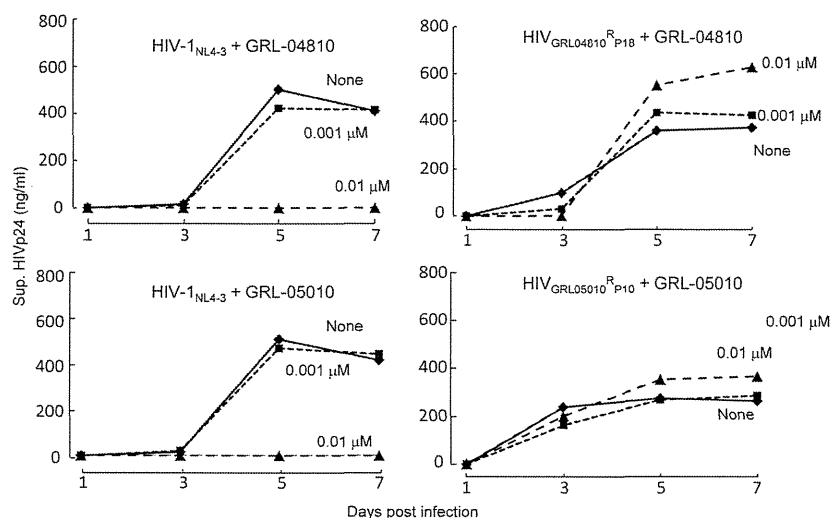 HIV-1NL4-3 + GRL-04810
800
600
400
200
0
None
0.001 µM
0.01 µM
1 3 5 7
HIVGRL04810RP18 + GRL-04810
800
600
400
200
0
0.01 µM
0.001 µM
None
1 3 5 7
Sup. HIVp24 (ng/ml)
HIV-1NL4-3 + GRL-05010
800
600
400
200
0
None
0.001 µM
0.01 µM
1 3 5 7
HIVGRL05010RP10 + GRL-05010
800
600
400
200
0
0.001 µM
0.01 µM
None
1 3 5 7
Days post infection